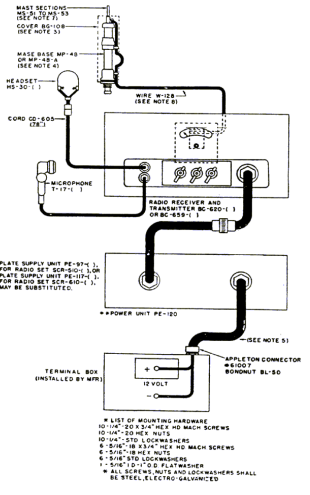 MAST SECTIONS
MS-51 TO MS-53
(SEE NOTE 7)
COVER BG-108
(SEE NOTE 3)
MASE BASE MP-48
OR MP-48-A
(SEE NOTE 4)
HEADSET
HS-30-( )
WIRE W-128
(SEE NOTE 8)
CORD CD-605
(78")
MICROPHONE
T-17-( )
RADIO RECEIVER AND
TRANSMITTER BC-620-( )
OR BC-659-( )
PLATE SUPPLY UNIT PE-97-( ),
FOR RADIO SET SCR-510-( ), OR
PLATE SUPPLY UNIT PE-117-( ),
FOR RADIO SET SCR-610-( ),
MAY BE SUBSTITUTED.
**POWER UNIT PE-120
(SEE NOTE 5)
APPLETON CONNECTOR
#61007
BONDNUT BL-50
TERMINAL BOX
(INSTALLED BY MFR)
+
12 VOLT
-
* LIST OF MOUNTING HARDWARE
10-1/4"-20 X 3/4" HEX HD MACH SCREWS
10-1/4"-20 HEX NUTS
10-1/4"-STD LOCKWASHERS
6-5/16"-18 X 3/4" HEX HD MACH SCREWS
6-5/16"-18 HEX NUTS
6-5/16" STD LOCKWASHERS
1-5/16" I D-1" O.D FLATWASHER
* ALL SCREWS, NUTS AND LOCKWASHERS SHALL
BE STEEL, ELECTRO-GALVANIZED